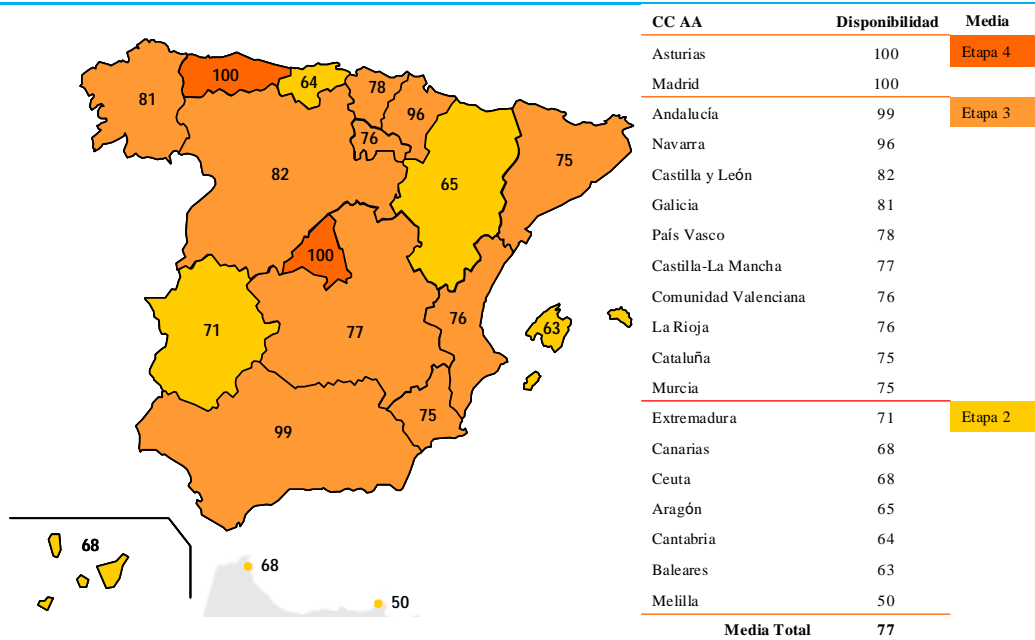 100
64
78
81
96
76
75
82
65
100
71
77
76
63
75
99
68
68
50
CC AA Disponibilidad Media
Asturias 100 Etapa 4
Madrid 100
Andalucía 99 Etapa 3
Navarra 96
Castilla y León 82
Galicia 81
País Vasco 78
Castilla-La Mancha 77
Comunidad Valenciana 76
La Rioja 76
Cataluña 75
Murcia 75
Extremadura 71 Etapa 2
Canarias 68
Ceuta 68
Aragón 65
Cantabria 64
Baleares 63
Melilla 50
Media Total 77